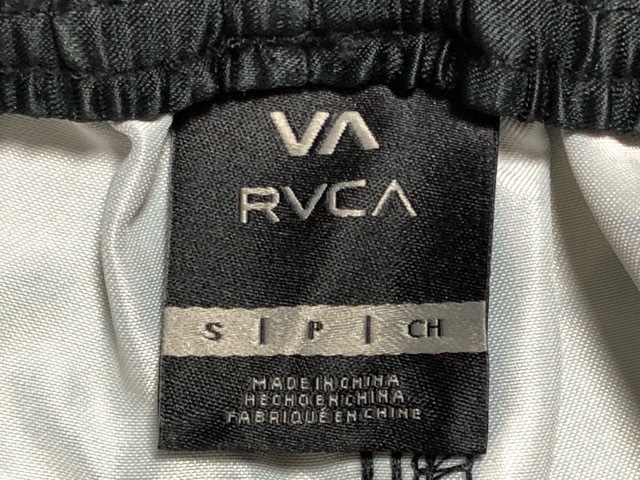 VA
RVCA
S | P | CH
MADE IN CHINA
HECHO EN CHINA
FABRIQUÉ EN CHINE